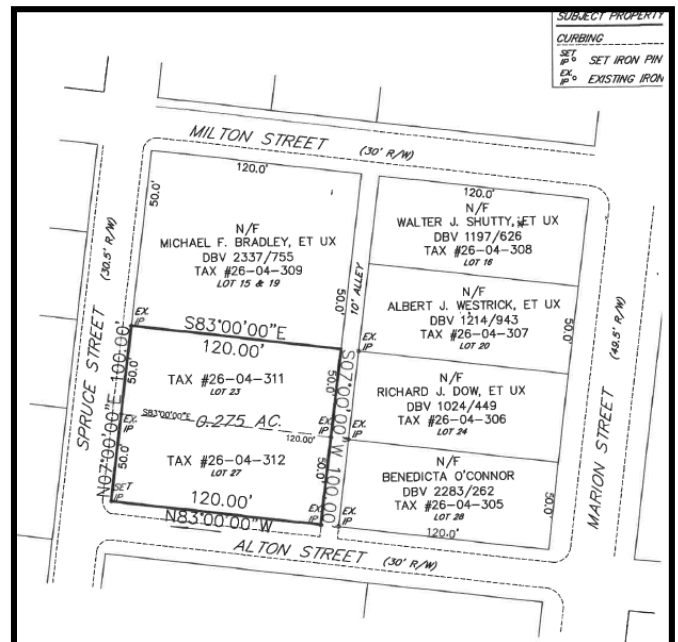 SUBJECT PROPERTY
CURBING
SET IP SET IRON PIN
EX. IP EXISTING IRON
MILTON STREET (30' R/W)
120.0'
50.0'
N/F
MICHAEL F. BRADLEY, ET UX
DBV 2337/755
TAX #26-04-309
LOT 15 & 19
50.0'
10' ALLEY
120.0'
N/F
WALTER J. SHUTTY, ET UX
DBV 1197/626
TAX #26-04-308
LOT 16
N/F
ALBERT J. WESTRICK, ET UX
DBV 1214/943
TAX #26-04-307
LOT 20
50.0'
SPRUCE STREET (30.5' R/W)
EX. IP
S83°00'00"E
120.00'
EX. IP
N07°00'00"E 100.00'
50.0'
TAX #26-04-311
LOT 23
50.0'
S07°00'00"W 100.00'
S83°00'00"E
0.275 AC.
120.00'
EX. IP
EX. IP
EX. IP
50.0'
TAX #26-04-312
LOT 27
50.0'
SET IP
120.00'
N83°00'00"W
EX. IP
N/F
RICHARD J. DOW, ET UX
DBV 1024/449
TAX #26-04-306
LOT 24
N/F
BENEDICTA O'CONNOR
DBV 2283/262
TAX #26-04-305
LOT 28
50.0'
120.0'
MARION STREET (49.5' R/W)
ALTON STREET (30' R/W)